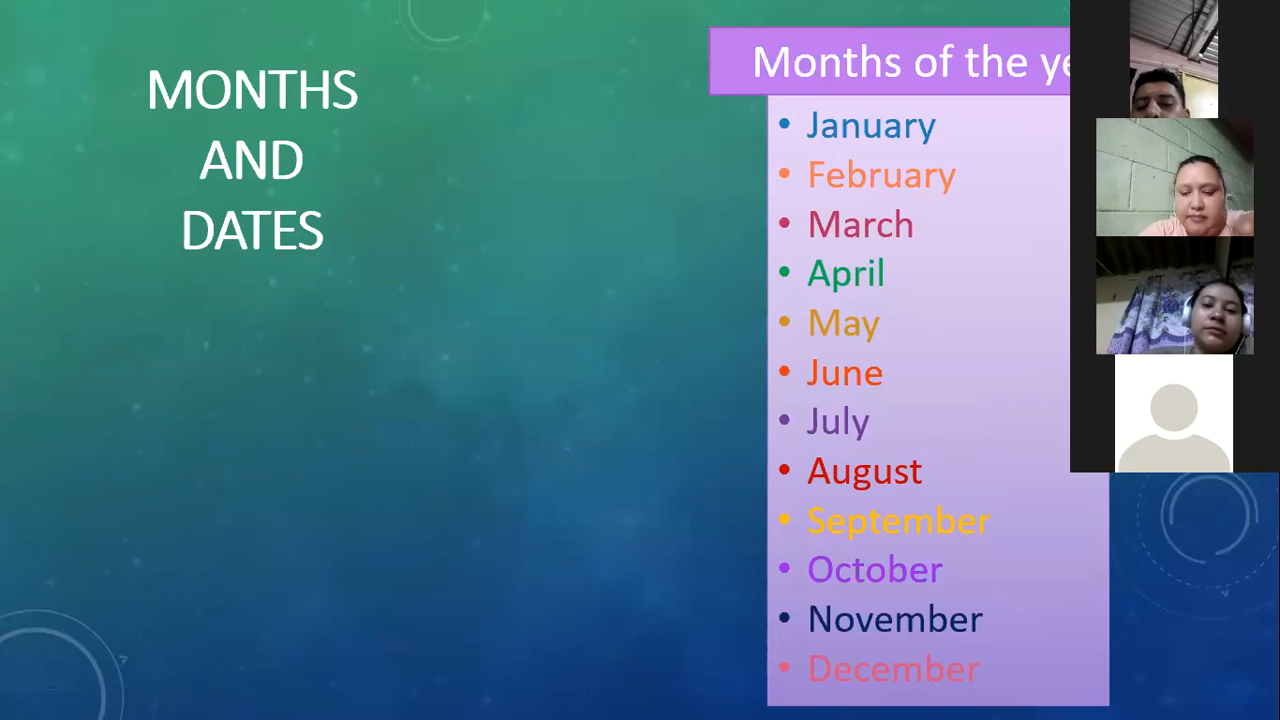 MONTHS
AND
DATES
Months of the ye
• January
• February
• March
• April
• May
• June
• July
• August
• September
• October
• November
• December